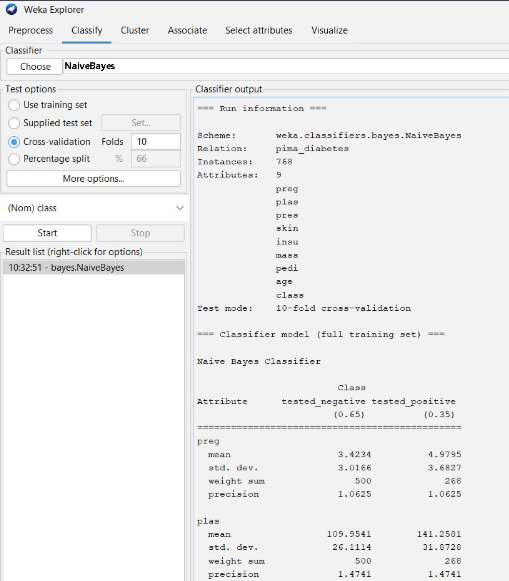 Weka Explorer
Preprocess Classify Cluster Associate Select attributes Visualize
Classifier
Choose NaiveBayes
Test options
Use training set
Supplied test set Set...
Cross-validation Folds 10
Percentage split % 66
More options...
(Nom) class
Start Stop
Result list (right-click for options)
10:32:51 - bayes.NaiveBayes
Classifier output
=== Run information ===
Scheme: weka.classifiers.bayes.NaiveBayes
Relation: pima_diabetes
Instances: 768
Attributes: 9
preg
plas
pres
skin
insu
mass
pedi
age
class
Test mode: 10-fold cross-validation
=== Classifier model (full training set) ===
Naive Bayes Classifier
Class
Attribute tested_negative tested_positive
(0.65) (0.35)
===============================================
preg
mean 3.4234 4.9795
std. dev. 3.0166 3.6827
weight sum 500 268
precision 1.0625 1.0625
plas
mean 109.9541 141.2581
std. dev. 26.1114 31.8728
weight sum 500 268
precision 1.4741 1.4741